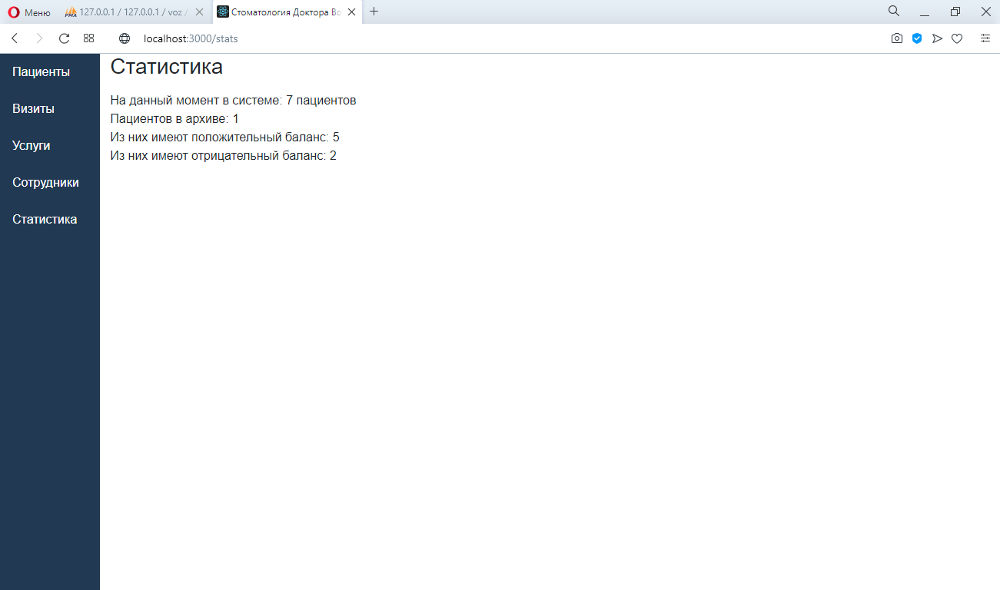 Меню
PMA 127.0.0.1 / 127.0.0.1 / voz /
Стоматология Доктора Во
localhost:3000/stats
Пациенты
Визиты
Услуги
Сотрудники
Статистика
Статистика
На данный момент в системе: 7 пациентов
Пациентов в архиве: 1
Из них имеют положительный баланс: 5
Из них имеют отрицательный баланс: 2